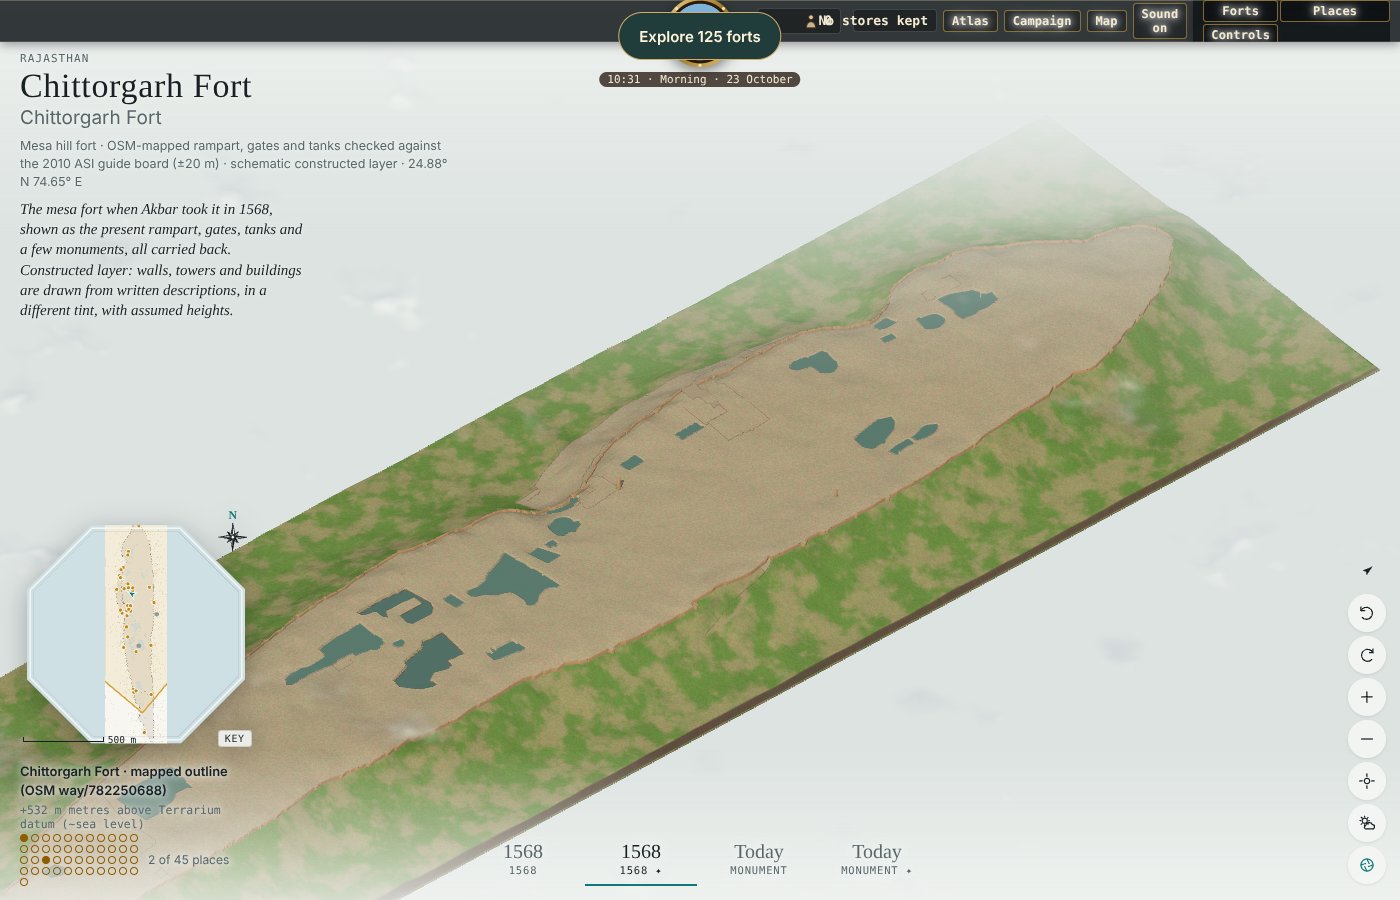 Explore 125 forts
stores kept
Atlas
Campaign
Map
Sound on
Forts
Places
Controls
10:31 · Morning · 23 October
RAJASTHAN
Chittorgarh Fort
Chittorgarh Fort
Mesa hill fort · OSM-mapped rampart, gates and tanks checked against
the 2010 ASI guide board (±20 m) · schematic constructed layer · 24.88°
N 74.65° E
The mesa fort when Akbar took it in 1568,
shown as the present rampart, gates, tanks and
a few monuments, all carried back.
Constructed layer: walls, towers and buildings
are drawn from written descriptions, in a
different tint, with assumed heights.
N
500 m
KEY
Chittorgarh Fort · mapped outline
(OSM way/782250688)
+532 m metres above Terrarium
datum (~sea level)
2 of 45 places
1568
1568
1568
1568 ✦
Today
MONUMENT
Today
MONUMENT ✦